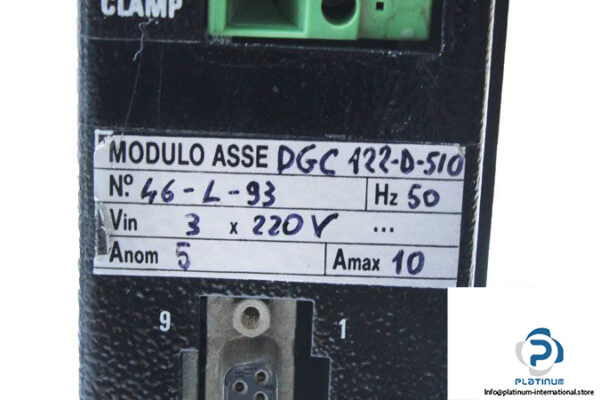 CLAMP
MODULO ASSE DGC 122-D-510
N.º 46-L-93 Hz 50
Vin 3 x 220V ...
Anom 5 Amax 10
9 1
PLATINUM
Info@platinum-international.store